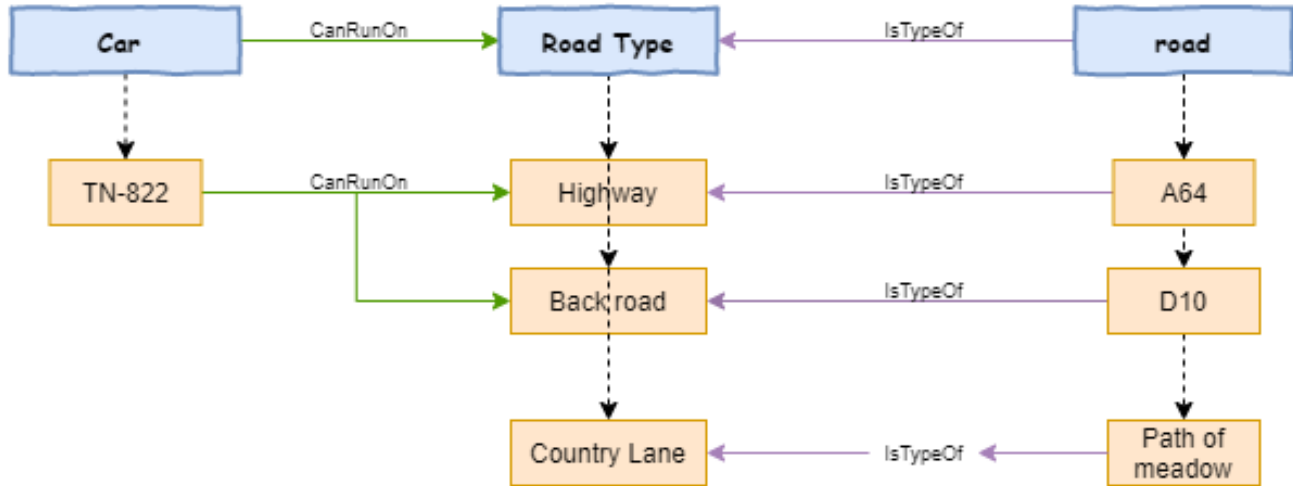 Car
CanRunOn
Road Type
IsTypeOf
road
TN-822
CanRunOn
Highway
IsTypeOf
A64
Back road
IsTypeOf
D10
Country Lane
IsTypeOf
Path of
meadow